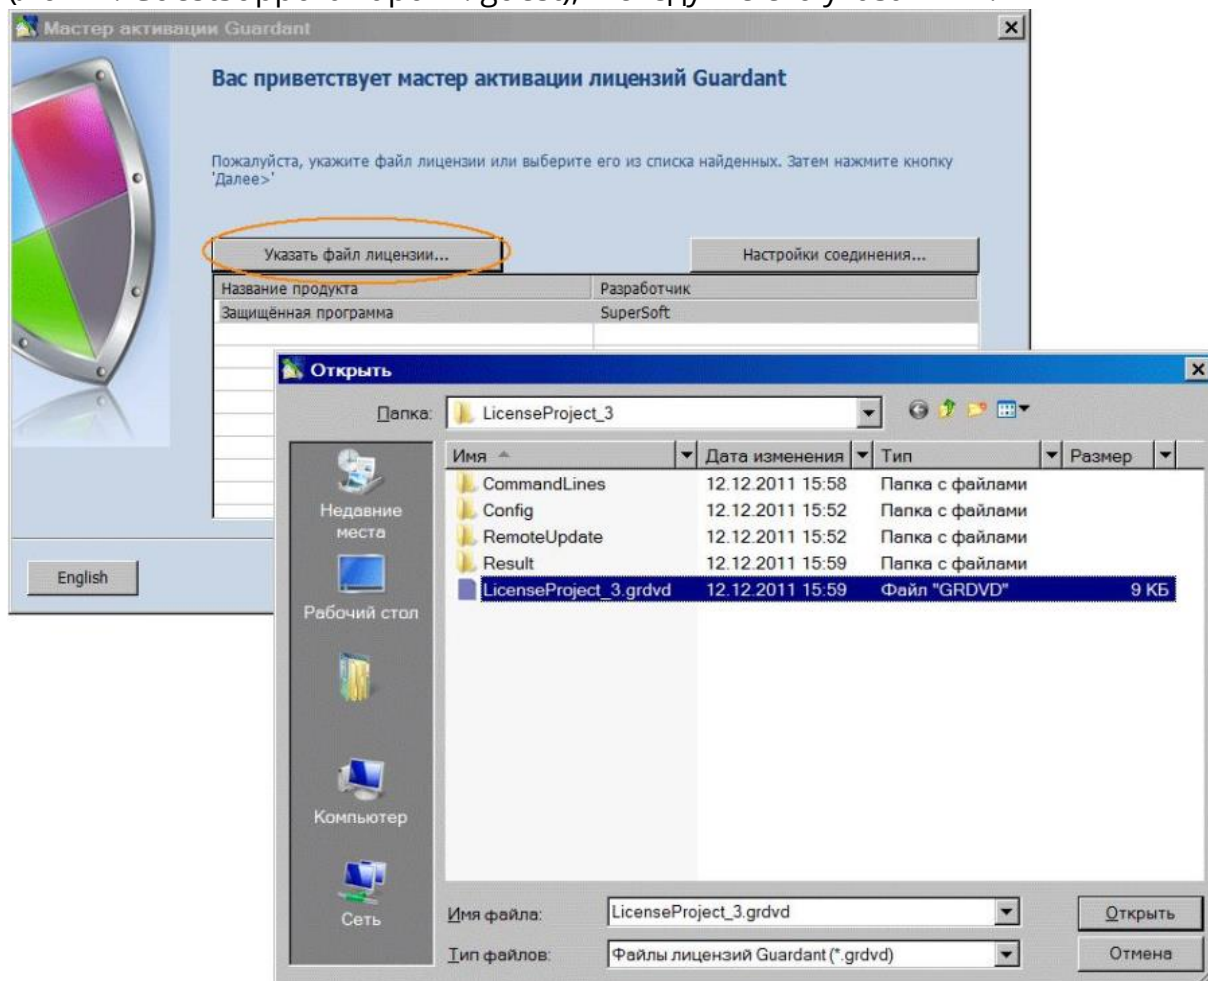 Мастер активации Guardant
Вас приветствует мастер активации лицензий Guardant
Пожалуйста, укажите файл лицензии или выберите его из списка найденных. Затем нажмите кнопку
'Далее>'
Указать файл лицензии...
Настройки соединения...
Название продукта Разработчик
Защищённая программа SuperSoft
English
Открыть
Папка: LicenseProject_3
Имя Дата изменения Тип Размер
CommandLines 12.12.2011 15:58 Папка с файлами
Config 12.12.2011 15:52 Папка с файлами
RemoteUpdate 12.12.2011 15:52 Папка с файлами
Result 12.12.2011 15:59 Папка с файлами
LicenseProject_3.grdvd 12.12.2011 15:59 Файл "GRDVD" 9 КБ
Недавние
места
Рабочий стол
Компьютер
Сеть
Имя файла: LicenseProject_3.grdvd Открыть
Тип файлов: Файлы лицензий Guardant (*.grdvd) Отмена